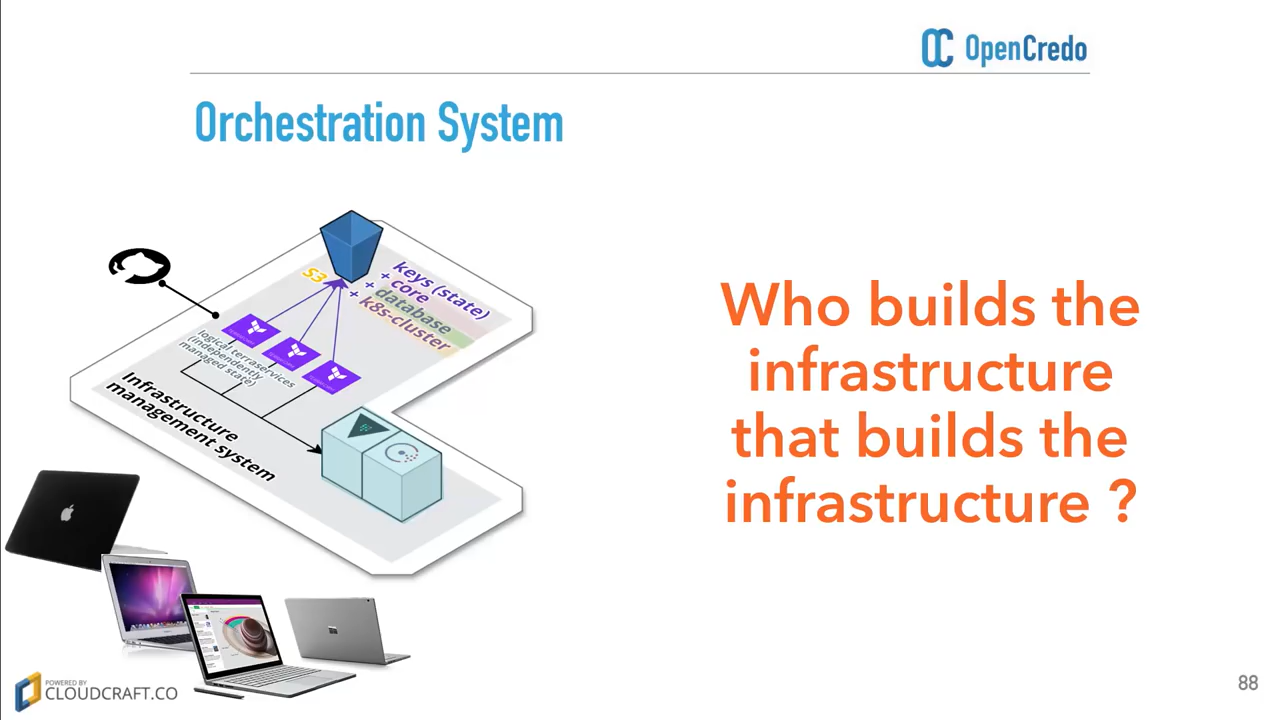 OpenCredo
Orchestration System
S3
keys (state)
+ core
+ database
+ k8s-cluster
logical terraservices
(independently
managed state)
Infrastructure
management system
Who builds the
infrastructure
that builds the
infrastructure ?
POWERED BY
CLOUDCRAFT.CO
88